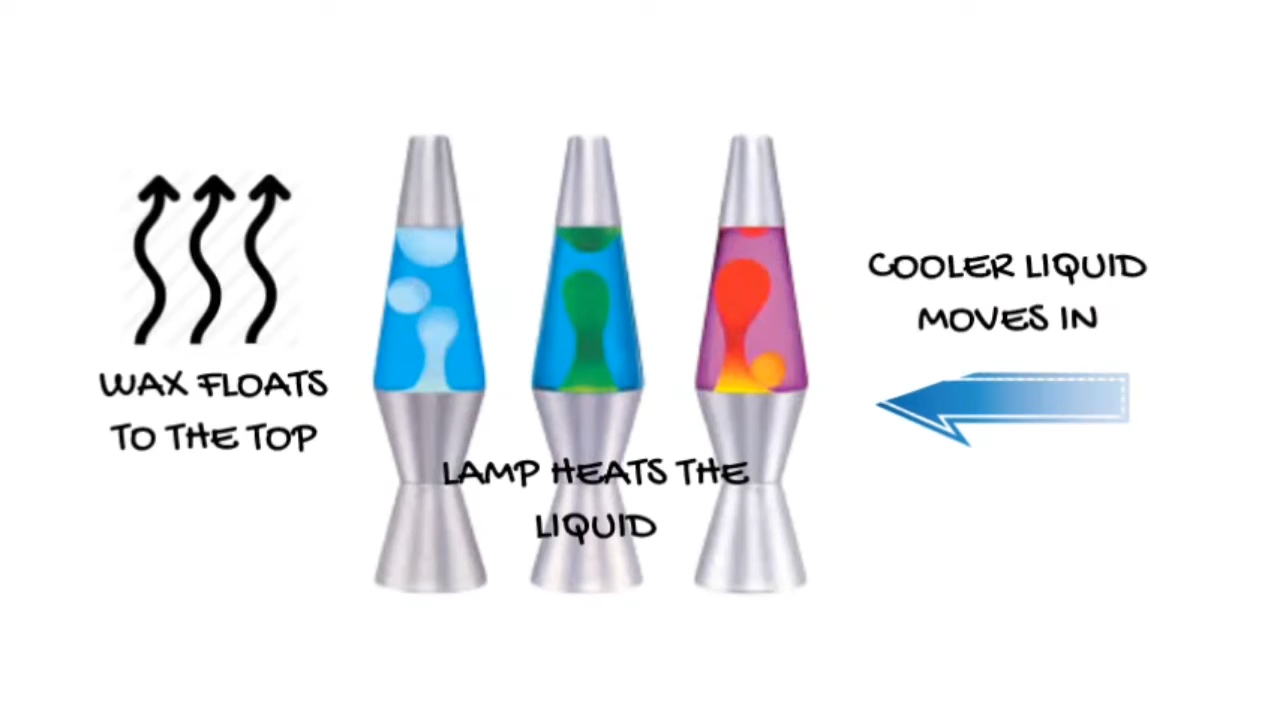 WAX FLOATS
TO THE TOP
LAMP HEATS THE
LIQUID
COOLER LIQUID
MOVES IN